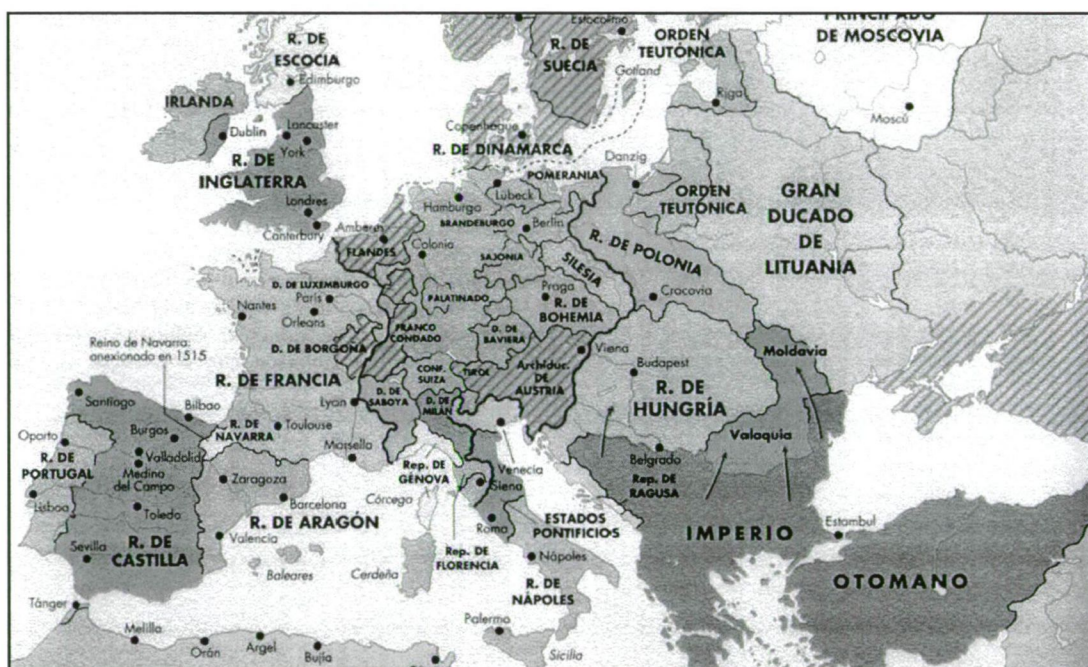 PRINCIPADO
DE MOSCOVIA
Estocolmo
ORDEN
TEUTÓNICA
R. DE
ESCOCIA
R. DE
SUECIA
Gotland
Edimburgo
Riga
Moscú
IRLANDA
Dublin
Lancaster
York
Copenhague
R. DE DINAMARCA
R. DE
INGLATERRA
Danzig
POMERANIA
Lübeck
ORDEN
TEUTÓNICA
GRAN
DUCADO
DE
LITUANIA
Londres
Canterbury
Hamburgo
BRANDEBURGO
Berlín
Amberes
FLANDES
Colonia
SAJONIA
SILESIA
R. DE POLONIA
D. DE LUXEMBURGO
París
Nantes
Orleans
PALATINADO
Praga
R. DE
BOHEMIA
Crocovia
D. DE BORGOÑA
FRANCO
CONDADO
D. DE
BAVIERA
Viena
Reino de Navarra:
anexionado en 1515
R. DE FRANCIA
CONF.
SUIZA
TIROL
Archiduc.
DE
AUSTRIA
Budapest
R. DE
HUNGRÍA
Moldavia
D. DE
SABOYA
D. DE
MILÁN
Lyon
Santiago
Bilbao
Burgos
R. DE
NAVARRA
Toulouse
Marsella
Venecia
Valaquia
Belgrado
Oporto
R. DE
PORTUGAL
Valladolid
Medina
del Campo
Zaragoza
Barcelona
Rep. DE
GÉNOVA
Siena
Rep. DE
RAGUSA
Córcega
Lisboa
Toledo
R. DE ARAGÓN
Roma
ESTADOS
PONTIFICIOS
IMPERIO
Estambul
R. DE
CASTILLA
Sevilla
Valencia
Baleares
Cerdeña
Rep. DE
FLORENCIA
Nápoles
R. DE
NÁPOLES
OTOMANO
Tánger
Melilla
Orán
Argel
Bujía
Palermo
Sicilia